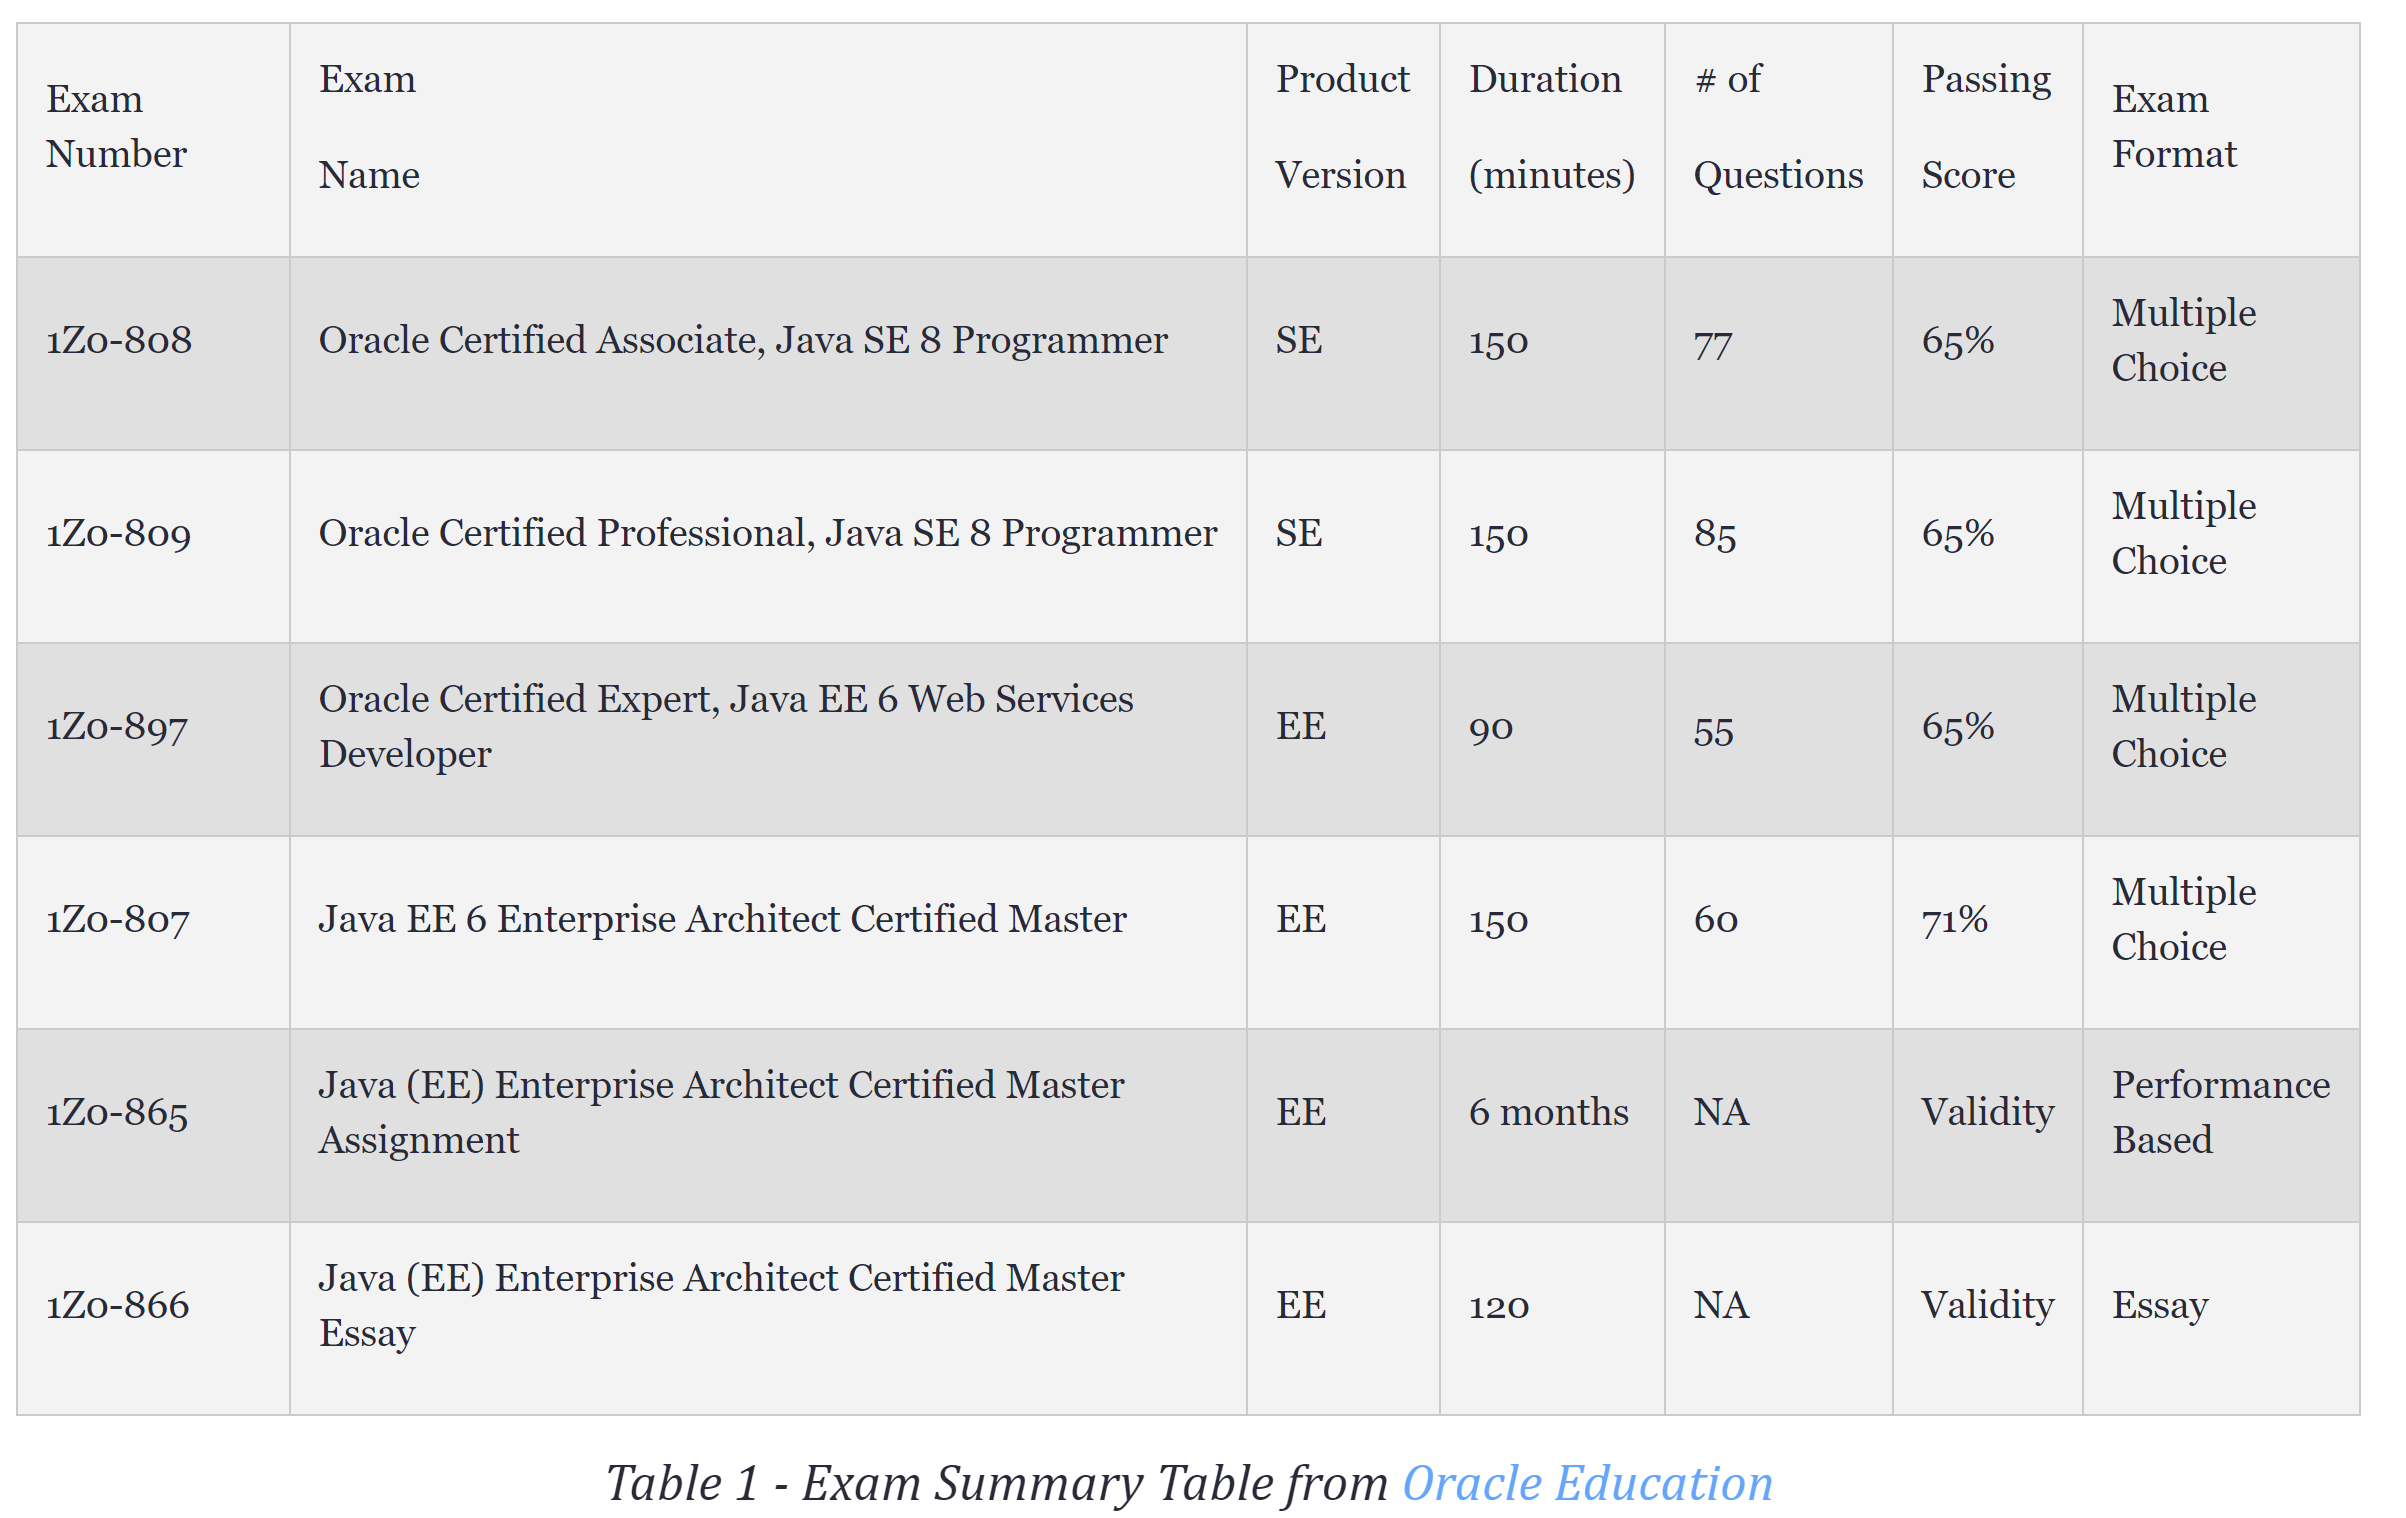 Exam Number
Exam Name
Product Version
Duration (minutes)
# of Questions
Passing Score
Exam Format
1Z0-808
Oracle Certified Associate, Java SE 8 Programmer
SE
150
77
65%
Multiple Choice
1Z0-809
Oracle Certified Professional, Java SE 8 Programmer
SE
150
85
65%
Multiple Choice
1Z0-897
Oracle Certified Expert, Java EE 6 Web Services
Developer
EE
90
55
65%
Multiple Choice
1Z0-807
Java EE 6 Enterprise Architect Certified Master
EE
150
60
71%
Multiple Choice
1Z0-865
Java (EE) Enterprise Architect Certified Master
Assignment
EE
6 months
NA
Validity
Performance Based
1Z0-866
Java (EE) Enterprise Architect Certified Master
Essay
EE
120
NA
Validity
Essay
Table 1 - Exam Summary Table from Oracle Education